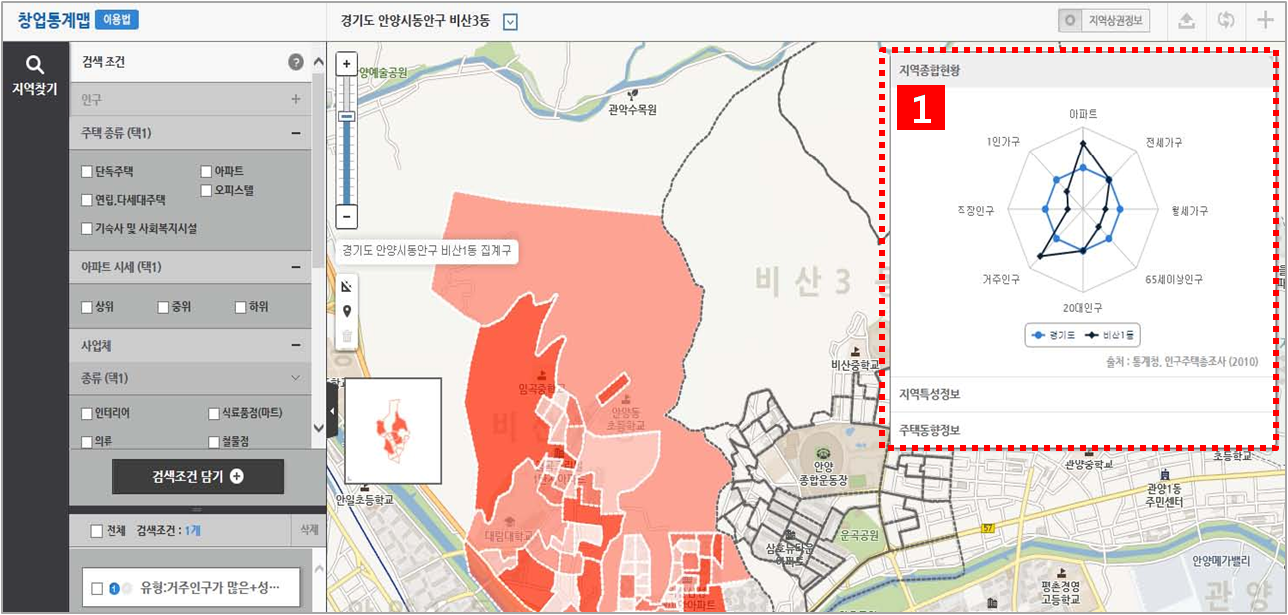 창업통계맵 이용법
경기도 안양시동안구 비산3동
지역상권정보
지역찾기
검색 조건 ?
인구 +
주택 종류 (택1) −
단독주택
아파트
연립.다세대주택
오피스텔
기숙사 및 사회복지시설
아파트 시세 (택1) −
상위
중위
하위
사업체 −
종류 (택1)
인테리어
식료품점(마트)
의류
철물점
검색조건 담기 +
전체 검색조건 : 1개 삭제
1 유형:거주인구가 많은+성…
+
−
양예술공원
관악수목원
경기도 안양시동안구 비산1동 집계구
비산3
임곡중학교
비산중학교
안양동
초등학교
비산
대림대학교
안일초등학교
안양
종합운동장
삼호뉴타운
아파트
운곡공원
관양중학교
초등학교
관양1동
주민센터
57
안양메가밸리
평촌경영
고등학교
관양
1
지역종합현황
아파트
전세가구
월세가구
65세이상인구
20대인구
거주인구
직장인구
1인가구
경기도 비산1동
출처 : 통계청, 인구주택총조사 (2010)
지역특성정보
주택동향정보